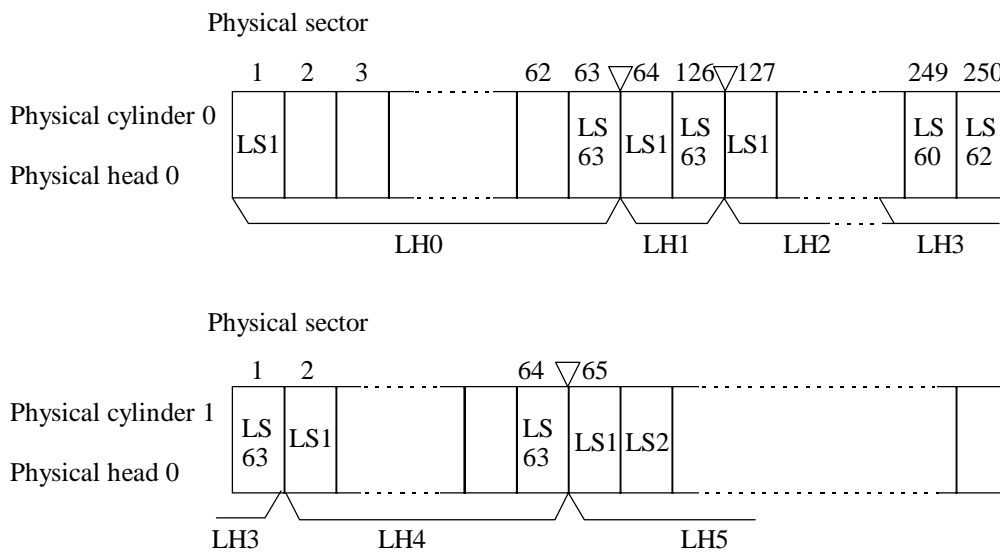 Physical sector
1 2 3 62 63 64 126 127 249 250
Physical cylinder 0
Physical head 0
LS1 LS 63 LS1 LS 63 LS1 LS 60 LS 62
LH0 LH1 LH2 LH3
Physical sector
1 2 64 65
Physical cylinder 1
Physical head 0
LS 63 LS1 LS 63 LS1 LS2
LH3 LH4 LH5